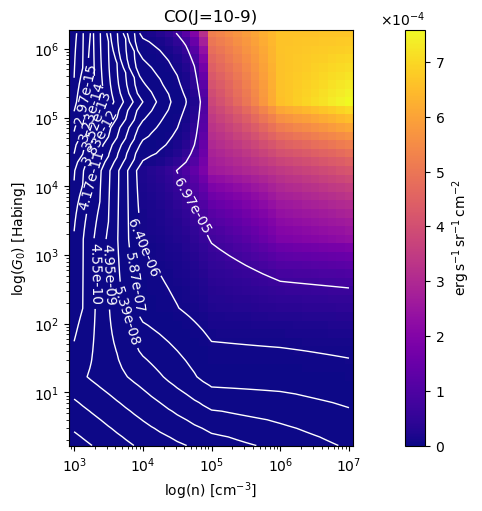 CO(J=10-9)
×10⁻⁴
10⁶
10⁵
10⁴
10³
10²
10¹
log(G₀) [Habing]
10³ 10⁴ 10⁵ 10⁶ 10⁷
log(n) [cm⁻³]
4.17e-11
4.55e-10
4.95e-09
5.39e-08
5.87e-07
6.40e-06
6.97e-05
7
6
5
4
3
2
1
0
erg s⁻¹ sr⁻¹ cm⁻²